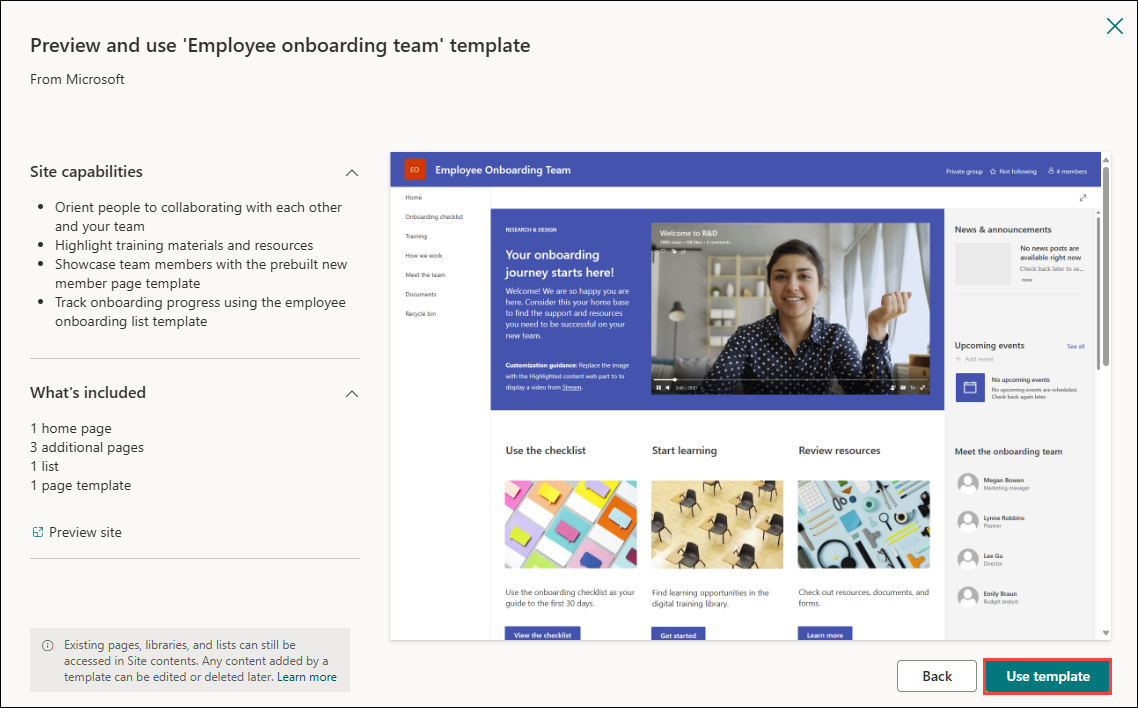 Preview and use 'Employee onboarding team' template
From Microsoft
Site capabilities
• Orient people to collaborating with each other
and your team
• Highlight training materials and resources
• Showcase team members with the prebuilt new
member page template
• Track onboarding progress using the employee
onboarding list template
What's included
1 home page
3 additional pages
1 list
1 page template
Preview site
Existing pages, libraries, and lists can still be
accessed in Site contents. Any content added by a
template can be edited or deleted later. Learn more
EO
Employee Onboarding Team
Private group
Not following
4 members
Home
Onboarding checklist
Training
How we work
Meet the team
Documents
Recycle bin
RESEARCH & DESIGN
Your onboarding
journey starts here!
Welcome! We are so happy you are
here. Consider this your home base
to find the support and resources
you need to be successful on your
new team.
Customization guidance: Replace the image
with the Highlighted content web part to to
display a video from Stream.
Welcome to R&D
News & announcements
No news posts are
available right now
Check back later to se...
new
Upcoming events
See all
+ Add event
No upcoming events
No upcoming events are scheduled.
Check back again later.
Use the checklist
Use the onboarding checklist as your
guide to the first 30 days.
View the checklist
Start learning
Find learning opportunities in the
digital training library.
Get started
Review resources
Check out resources, documents, and
forms.
Learn more
Meet the onboarding team
Megan Bowen
Marketing manager
Lynne Robbins
Planner
Lee Gu
Director
Emily Braun
Budget analyst
Back
Use template